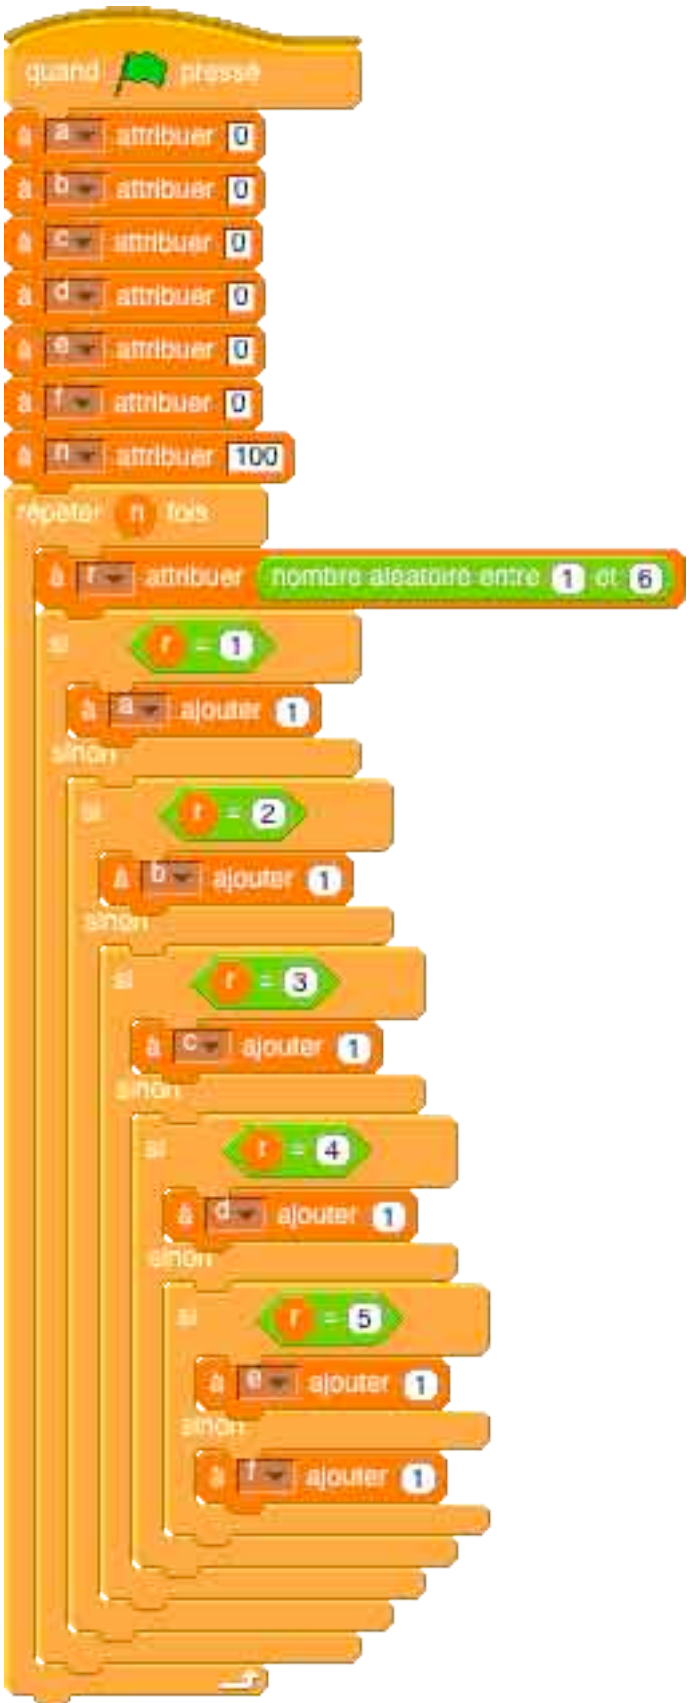 quand pressé
à a attribuer 0
à b attribuer 0
à c attribuer 0
à d attribuer 0
à e attribuer 0
à f attribuer 0
à n attribuer 100
répéter n fois
à r attribuer nombre aléatoire entre 1 et 6
si r = 1
à a ajouter 1
sinon
si r = 2
à b ajouter 1
sinon
si r = 3
à c ajouter 1
sinon
si r = 4
à d ajouter 1
sinon
si r = 5
à e ajouter 1
sinon
à f ajouter 1